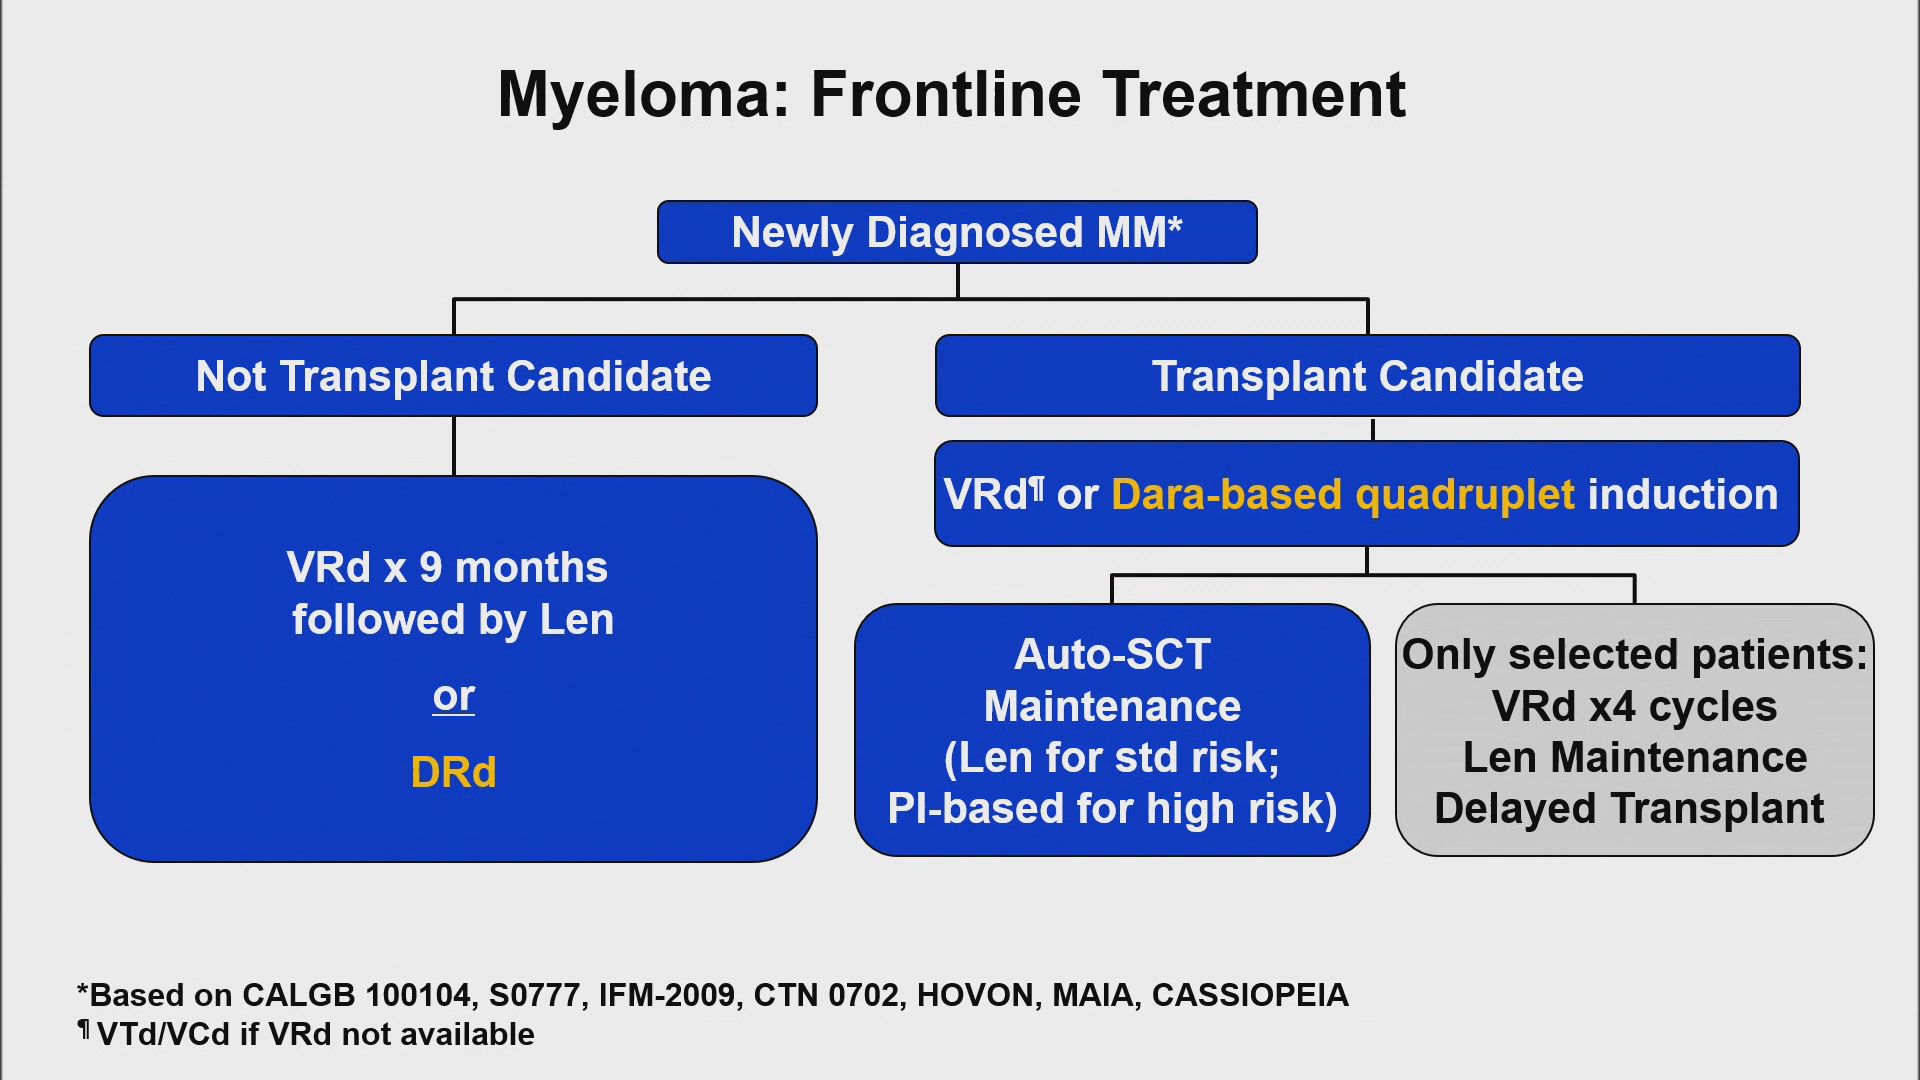 Myeloma: Frontline Treatment
Newly Diagnosed MM*
Not Transplant Candidate
VRd x 9 months
followed by Len
or
DRd
Transplant Candidate
VRd¶ or Dara-based quadruplet induction
Auto-SCT
Maintenance
(Len for std risk;
PI-based for high risk)
Only selected patients:
VRd x4 cycles
Len Maintenance
Delayed Transplant
*Based on CALGB 100104, S0777, IFM-2009, CTN 0702, HOVON, MAIA, CASSIOPEIA
¶ VTd/VCd if VRd not available